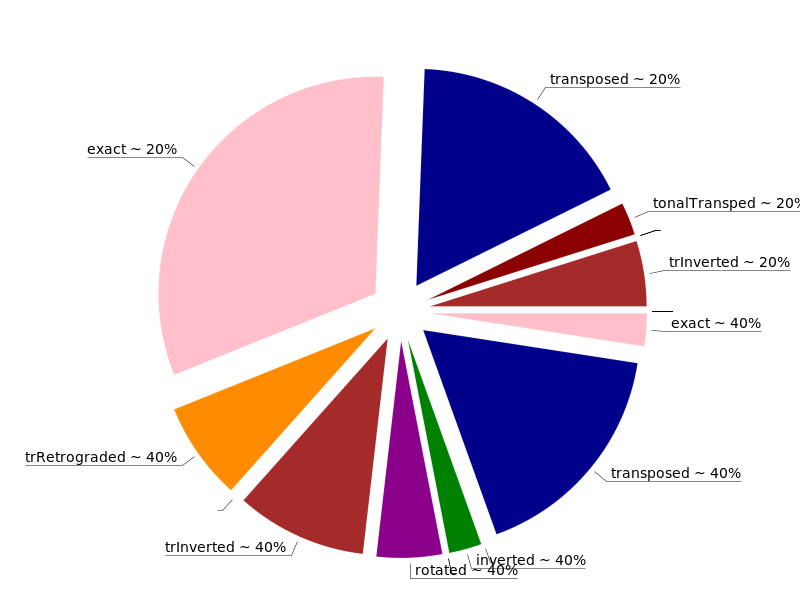 transposed ~ 20%
exact ~ 20%
tonalTransped ~ 20%
trInverted ~ 20%
exact ~ 40%
trRetrograded ~ 40%
transposed ~ 40%
trInverted ~ 40%
inverted ~ 40%
rotated ~ 40%